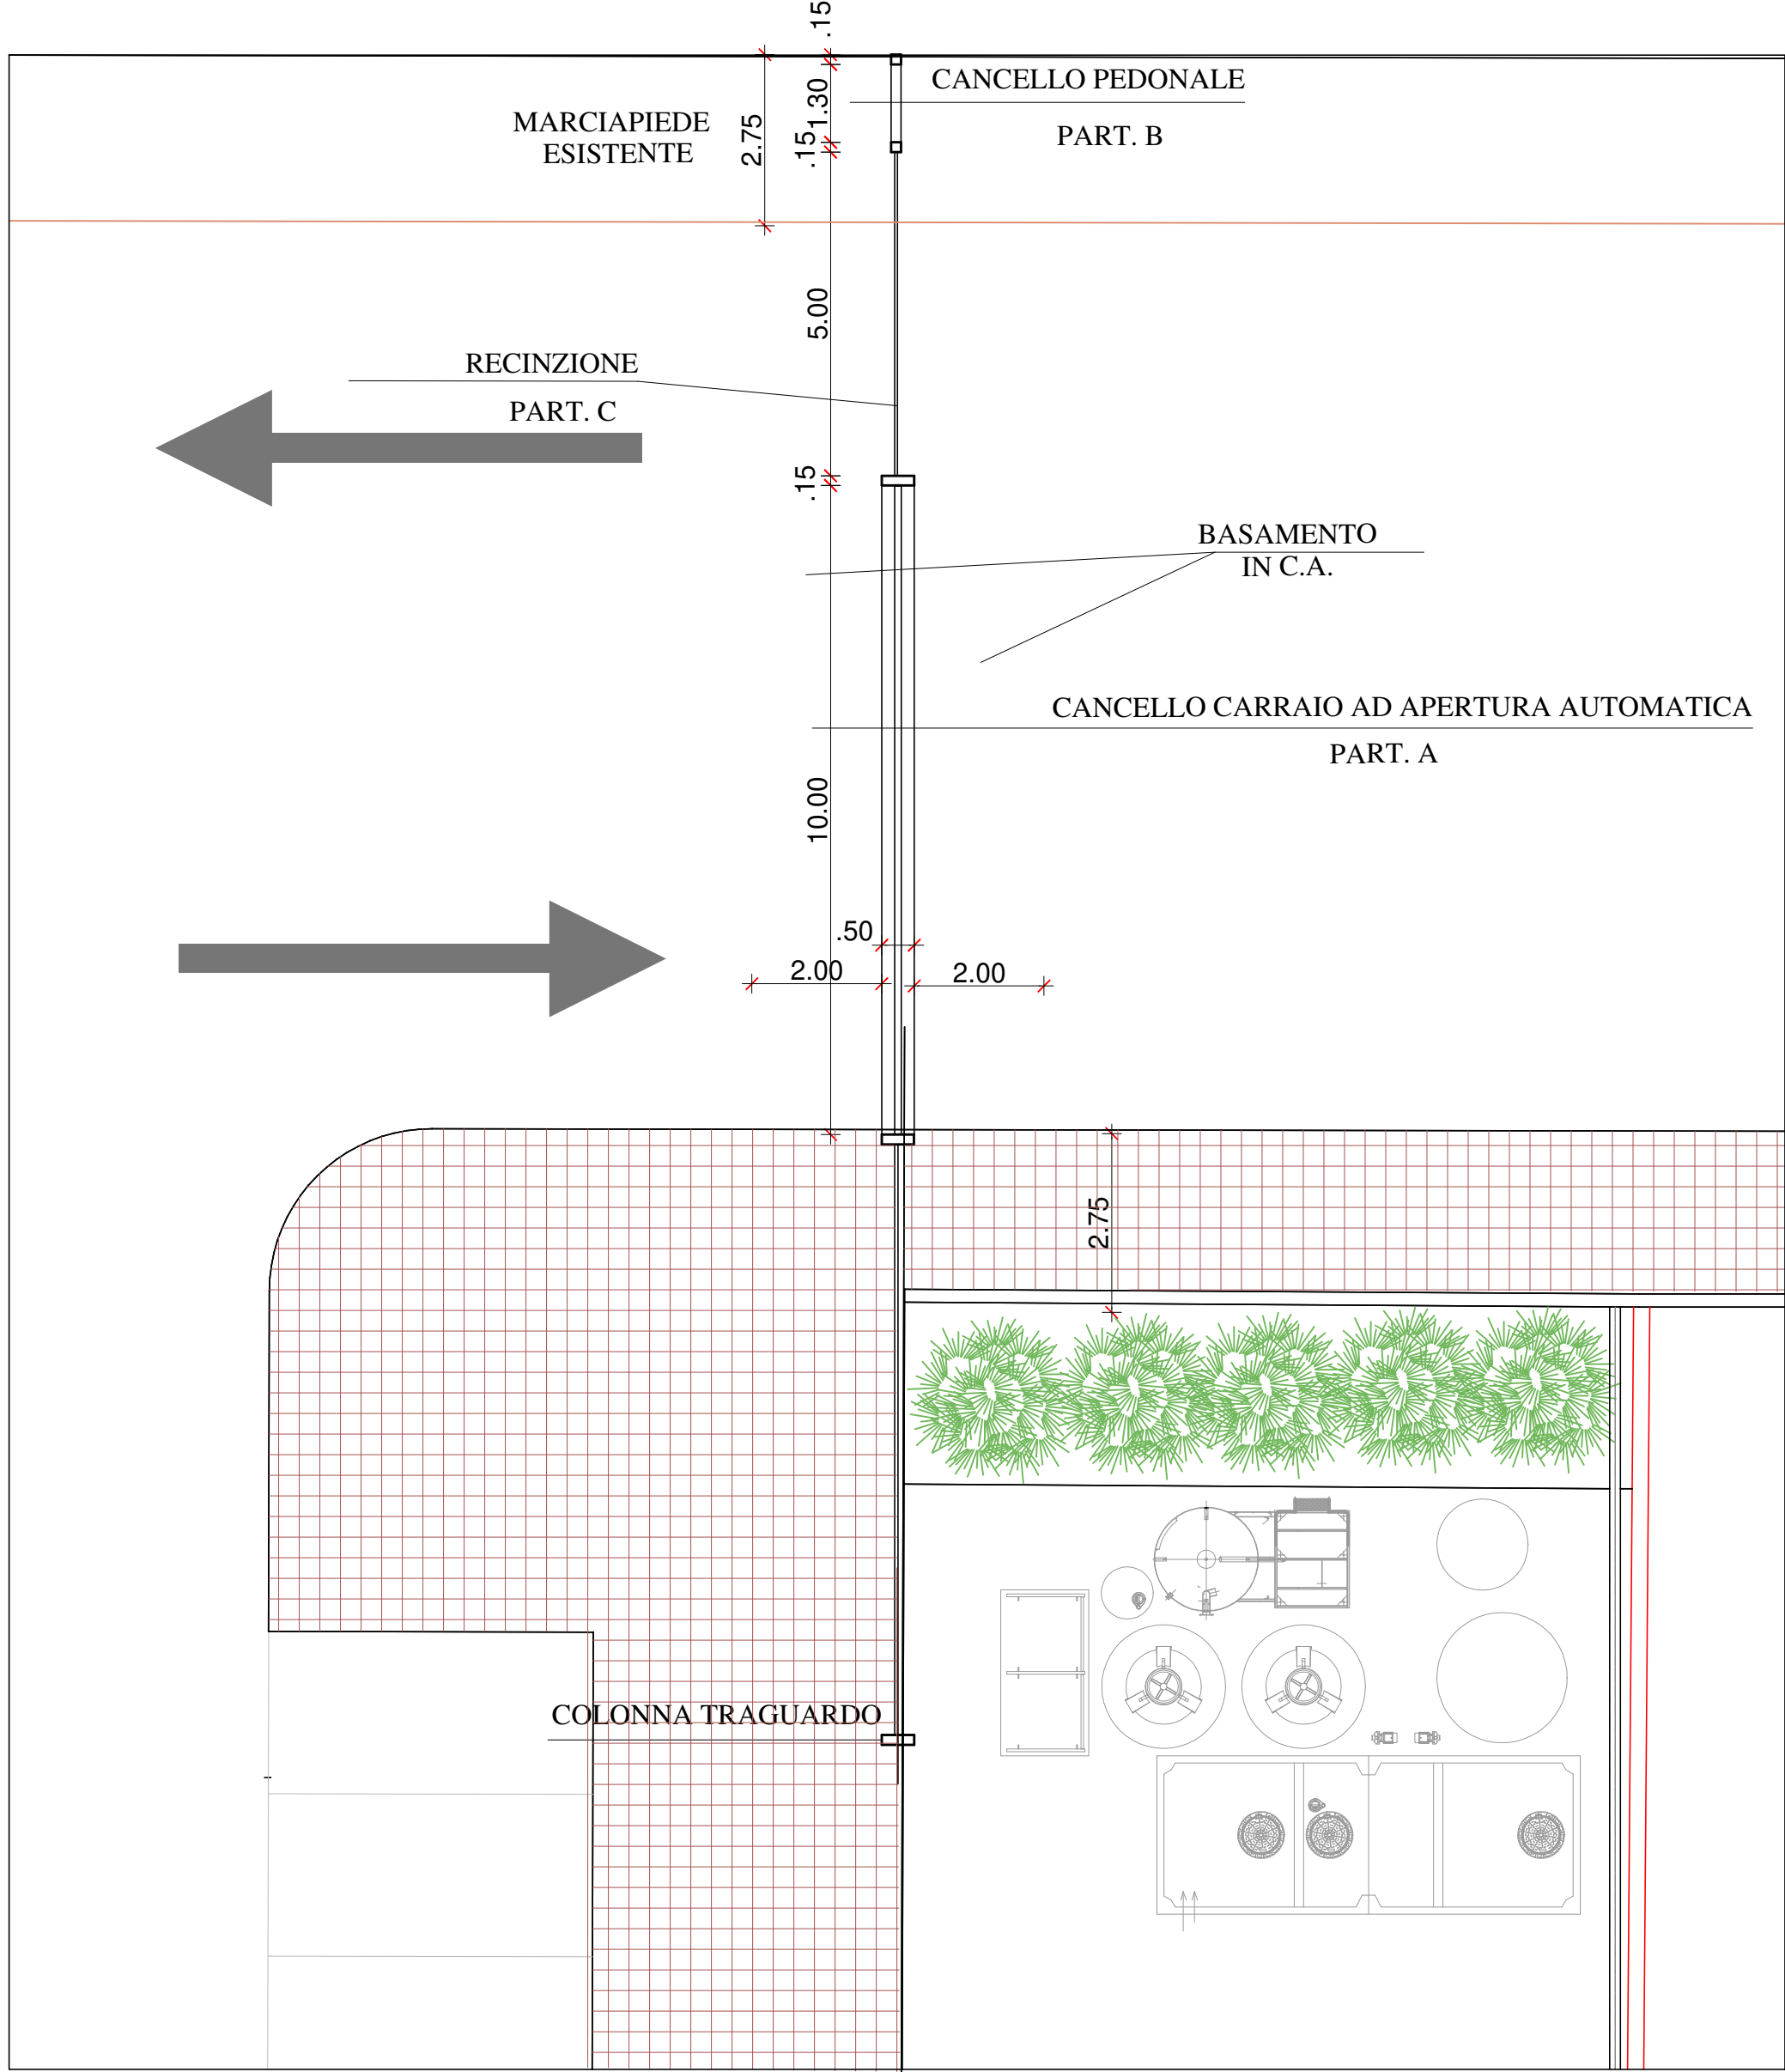 .15
CANCELLO PEDONALE
PART. B
MARCIAPIEDE
ESISTENTE
2.75
1.30
.15
5.00
RECINZIONE
PART. C
.15
BASAMENTO
IN C.A.
CANCELLO CARRAIO AD APERTURA AUTOMATICA
PART. A
10.00
.50
2.00
2.00
2.75
COLONNA TRAGUARDO